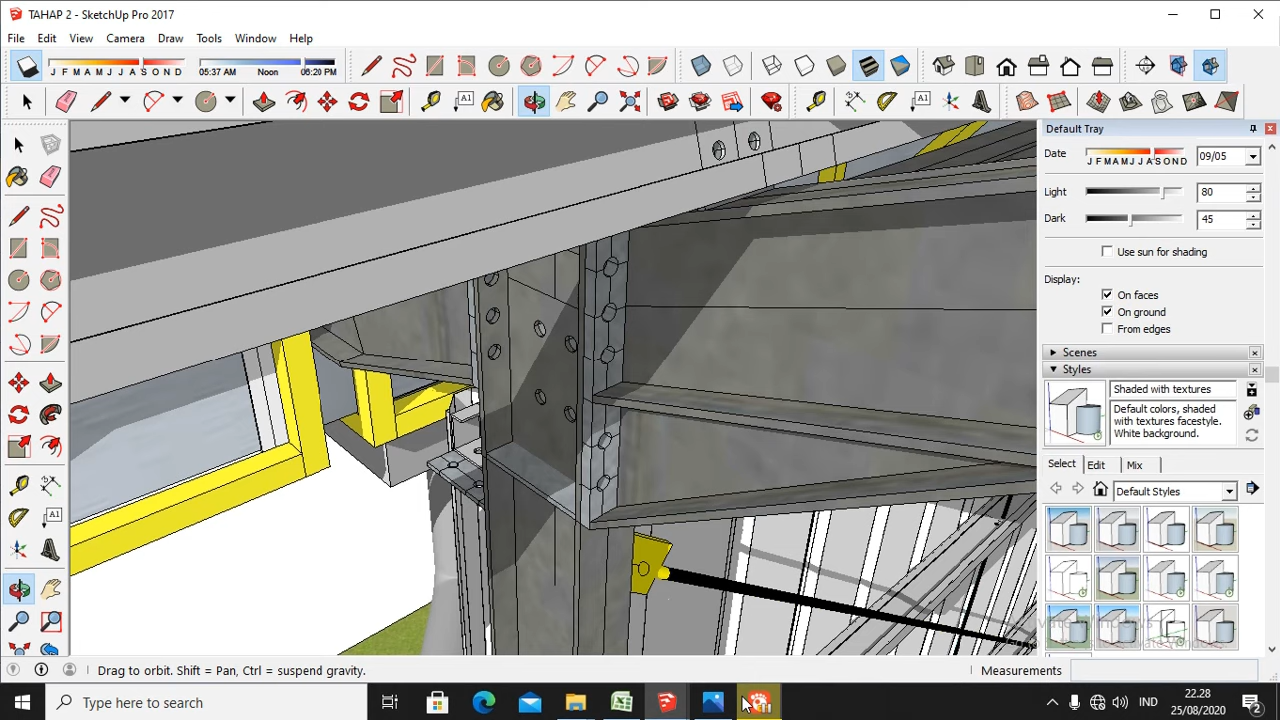 TAHAP 2 - SketchUp Pro 2017
File Edit View Camera Draw Tools Window Help
J F M A M J J A S O N D
05:37 AM Noon 06:20 PM
A1
Default Tray
Date
J F M A M J J A S O N D
09/05
Light
80
Dark
45
Use sun for shading
Display:
On faces
On ground
From edges
Scenes
Styles
Shaded with textures
Default colors, shaded
with textures facestyle.
White background.
Select Edit Mix
Default Styles
A1
Drag to orbit. Shift = Pan, Ctrl = suspend gravity.
Measurements
Type here to search
IND
22.28
25/08/2020
2